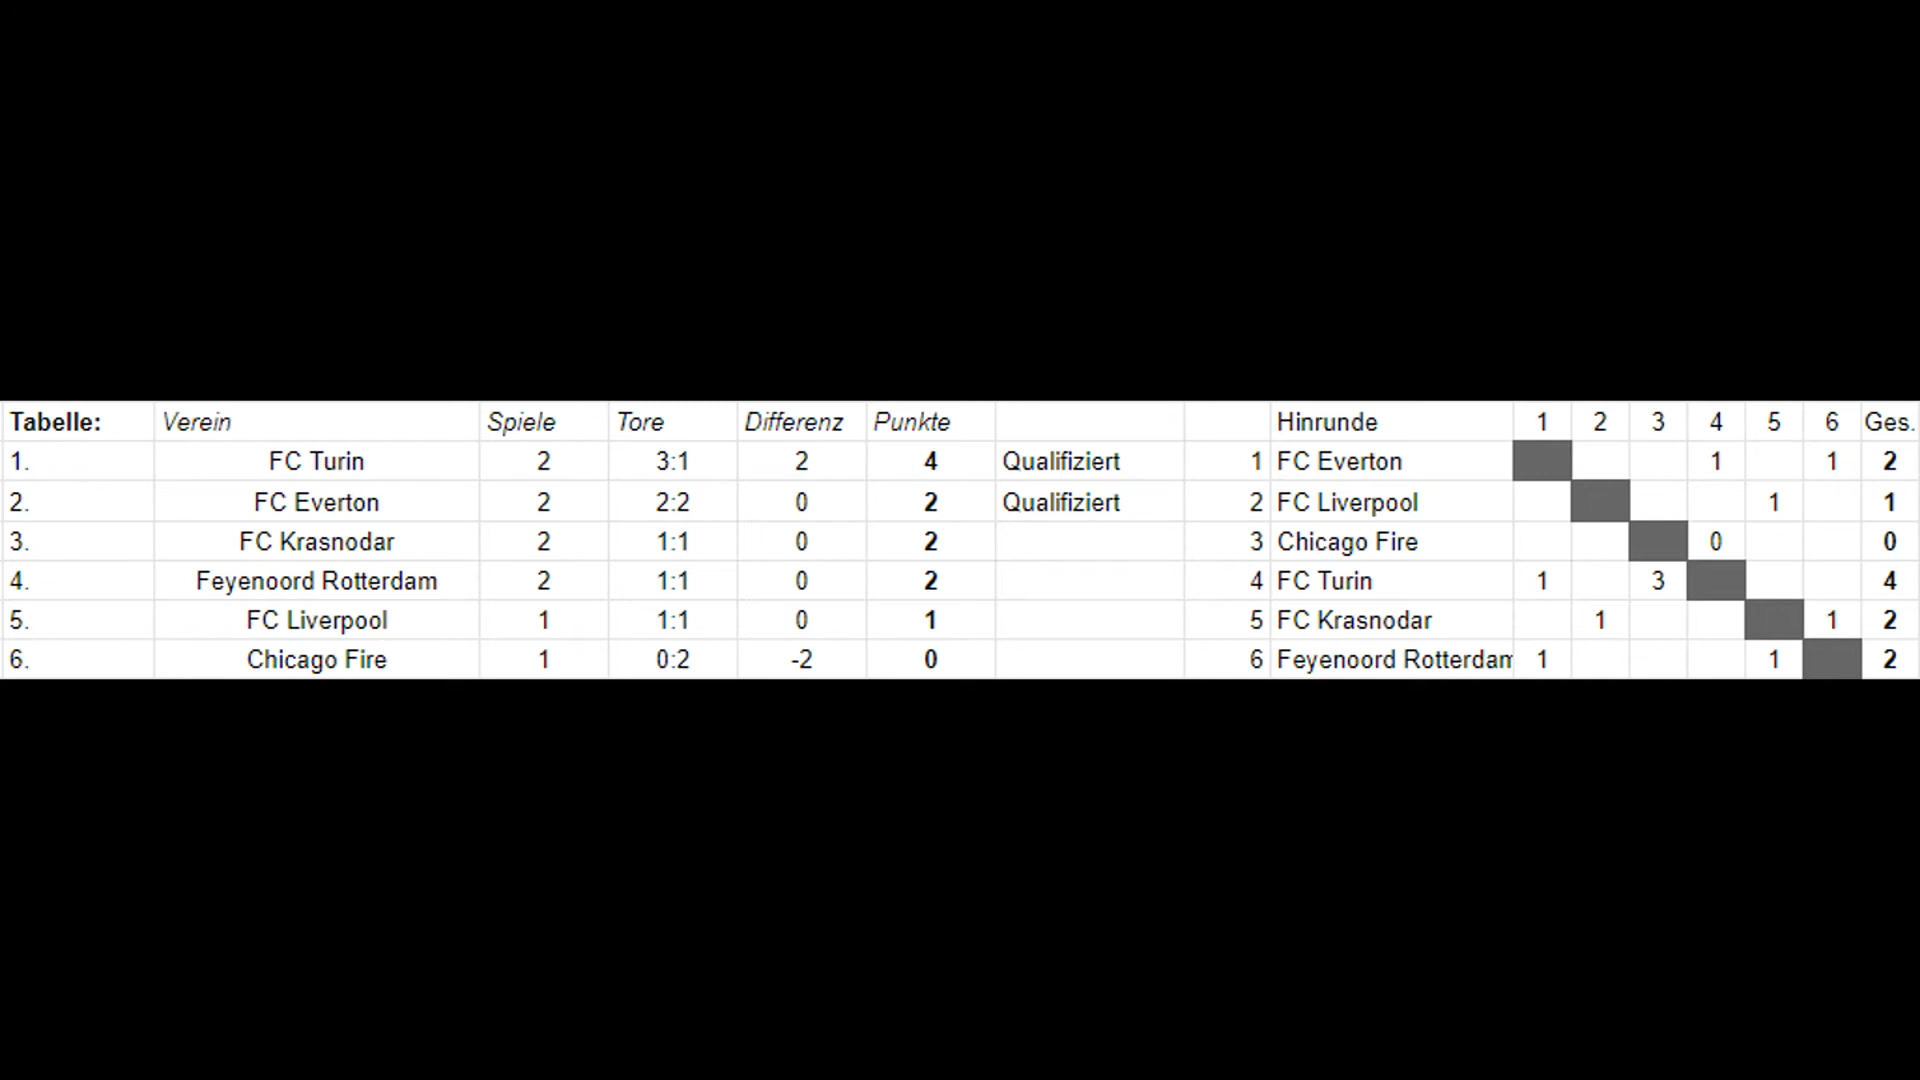 Tabelle: Verein Spiele Tore Differenz Punkte Hinrunde 1 2 3 4 5 6 Ges.
1. FC Turin 2 3:1 2 4 Qualifiziert 1 FC Everton 1 1 2
2. FC Everton 2 2:2 0 2 Qualifiziert 2 FC Liverpool 1 1
3. FC Krasnodar 2 1:1 0 2 3 Chicago Fire 0 0
4. Feyenoord Rotterdam 2 1:1 0 2 4 FC Turin 1 3 4
5. FC Liverpool 1 1:1 0 1 5 FC Krasnodar 1 1 2
6. Chicago Fire 1 0:2 -2 0 6 Feyenoord Rotterdam 1 1 2